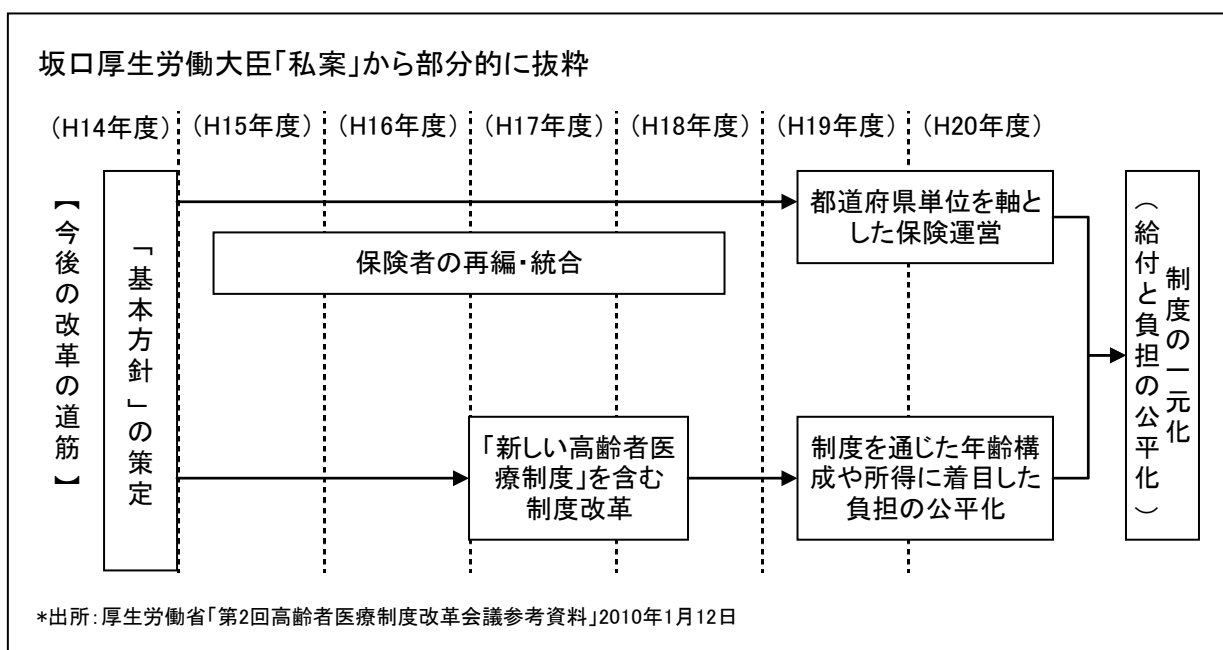 坂口厚生労働大臣「私案」から部分的に抜粋
(H14年度)
(H15年度)
(H16年度)
(H17年度)
(H18年度)
(H19年度)
(H20年度)
【今後の改革の道筋】
「基本方針」の策定
保険者の再編・統合
都道府県単位を軸と
した保険運営
「新しい高齢者医
療制度」を含む
制度改革
制度を通じた年齢構
成や所得に着目した
負担の公平化
制度の一元化
(給付と負担の公平化)
*出所:厚生労働省「第2回高齢者医療制度改革会議参考資料」2010年1月12日